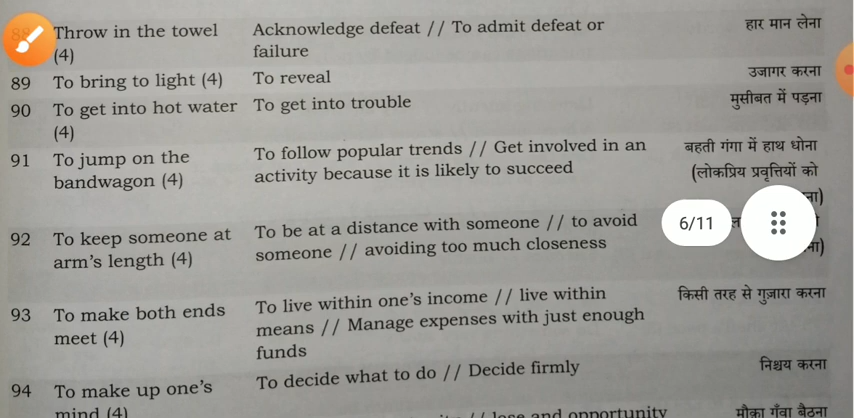 Throw in the towel Acknowledge defeat // To admit defeat or हार मान लेना
(4) failure
89 To bring to light (4) To reveal उजागर करना
90 To get into hot water To get into trouble मुसीबत में पड़ना
(4)
91 To jump on the To follow popular trends // Get involved in an बहती गंगा में हाथ धोना
bandwagon (4) activity because it is likely to succeed (लोकप्रिय प्रवृत्तियों को
6/11
92 To keep someone at To be at a distance with someone // to avoid
arm's length (4) someone // avoiding too much closeness
93 To make both ends To live within one's income // live within किसी तरह से गुज़ारा करना
meet (4) means // Manage expenses with just enough
funds
94 To make up one's To decide what to do // Decide firmly निश्चय करना
mind (4) // lose and opportunity मौका गँवा बैठना